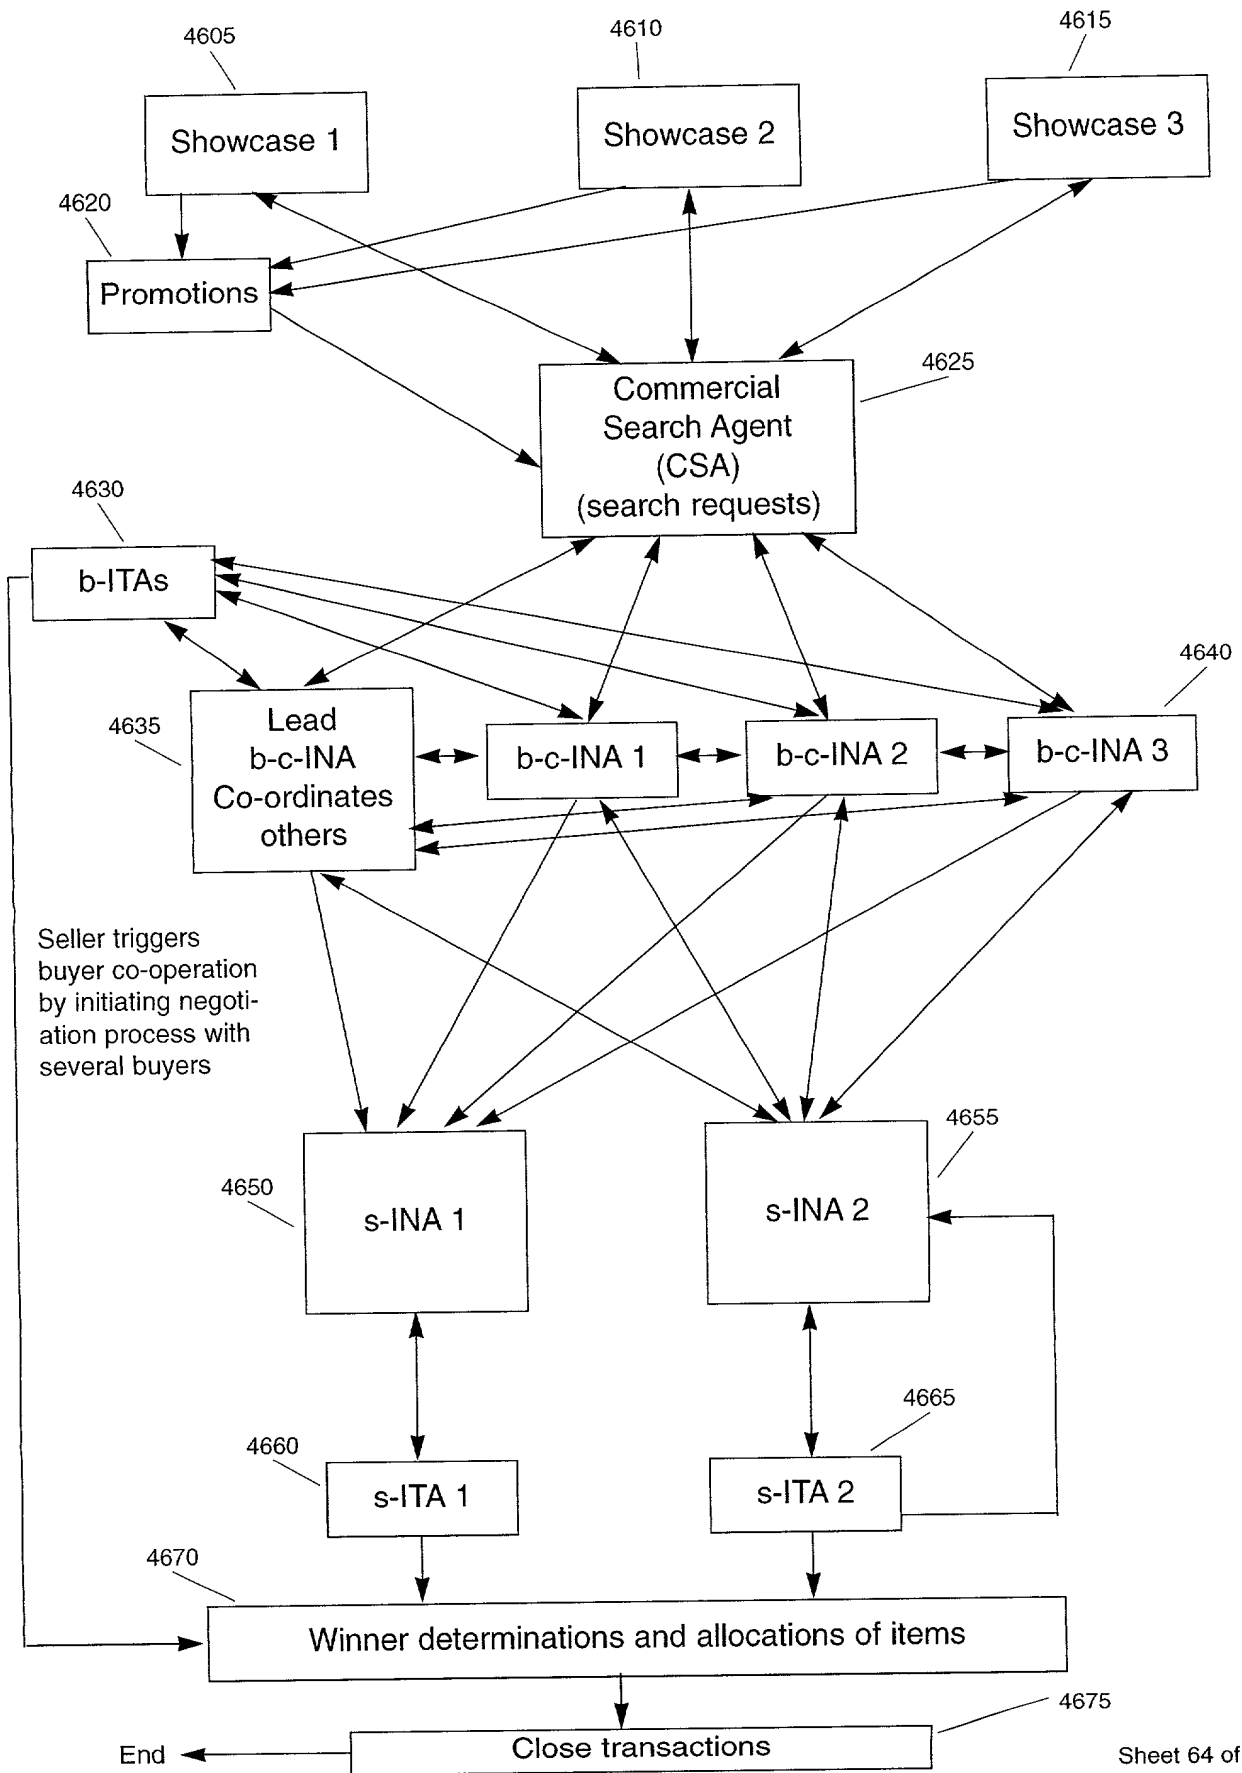 4605
4610
4615
Showcase 1
Showcase 2
Showcase 3
4620
Promotions
4625
Commercial
Search Agent
(CSA)
(search requests)
4630
b-ITAs
4640
4635
Lead
b-c-INA
Co-ordinates
others
b-c-INA 1
b-c-INA 2
b-c-INA 3
Seller triggers
buyer co-operation
by initiating negoti-
ation process with
several buyers
4655
4650
s-INA 1
s-INA 2
4665
4660
s-ITA 1
s-ITA 2
4670
Winner determinations and allocations of items
4675
End
Close transactions
Sheet 64 of